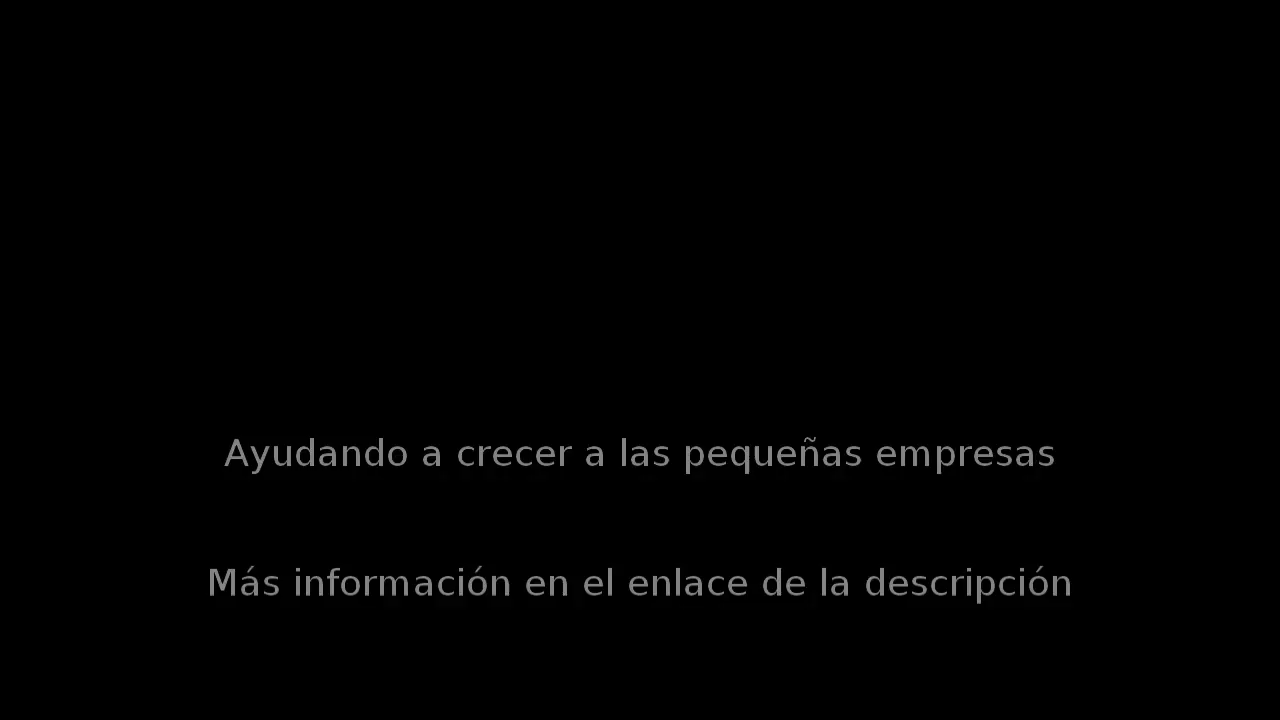 Ayudando a crecer a las pequeñas empresas
Más información en el enlace de la descripción